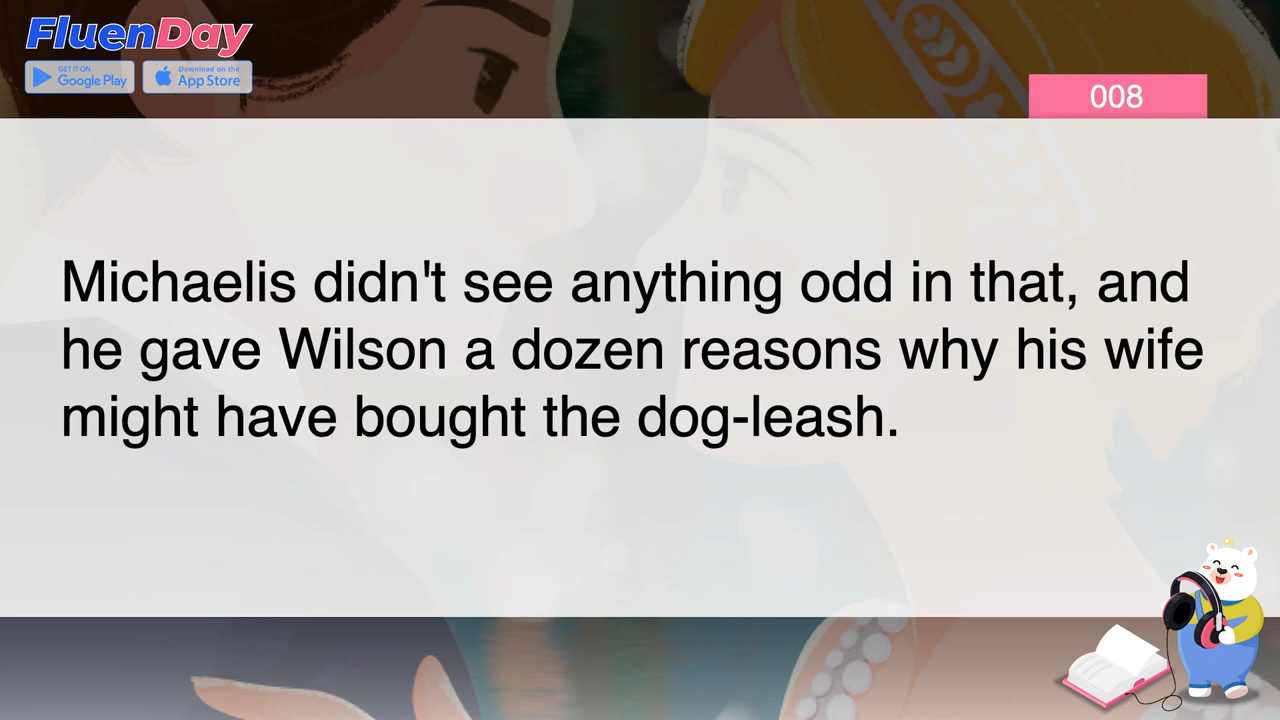 FluenDay
GET IT ON
Google Play
Download on the
App Store
008
Michaelis didn't see anything odd in that, and
he gave Wilson a dozen reasons why his wife
might have bought the dog-leash.